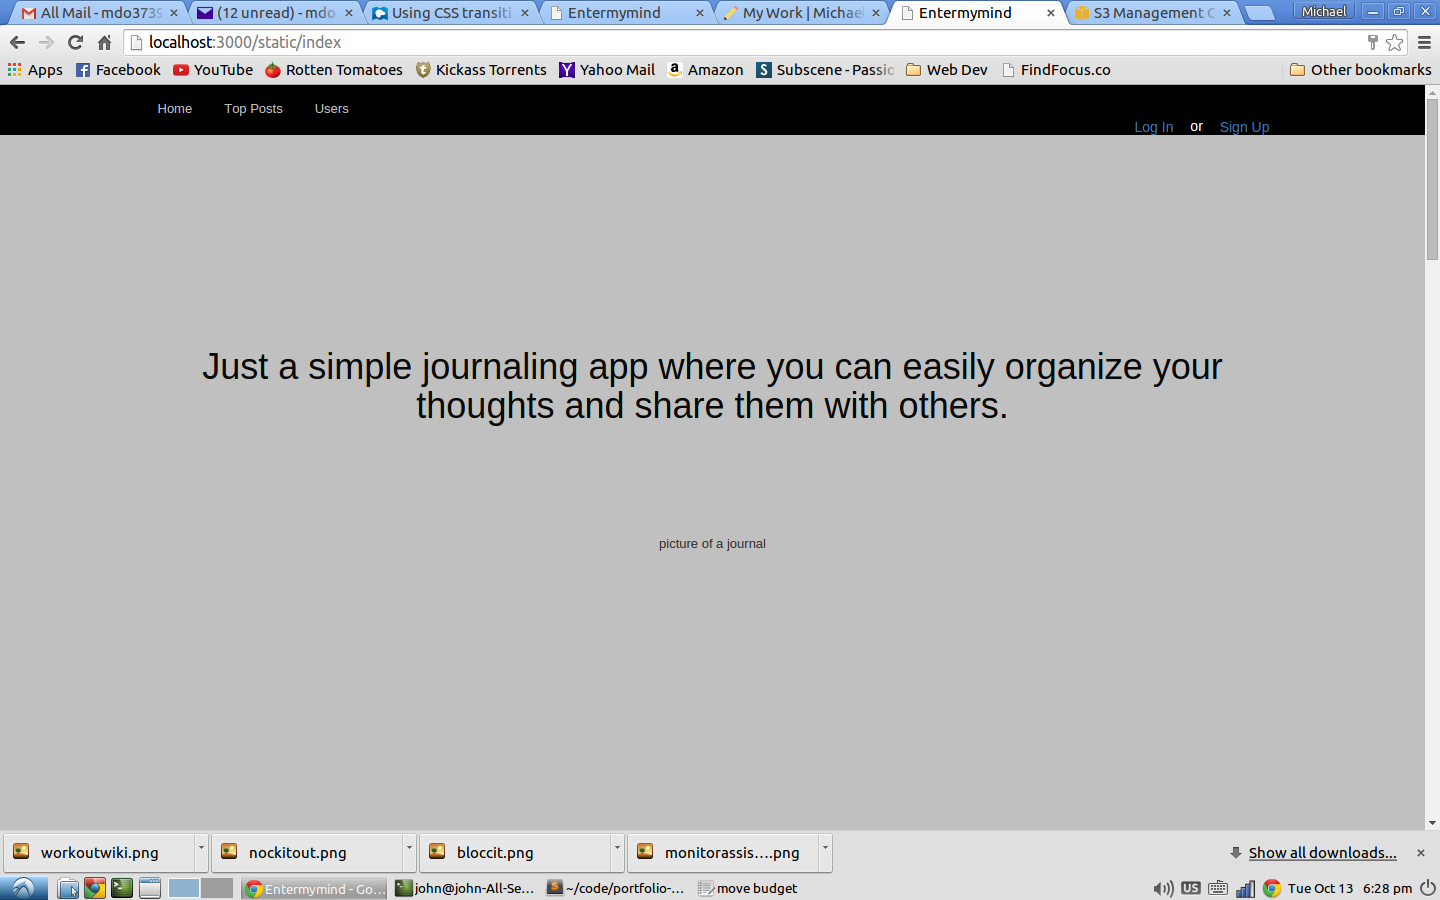 All Mail - mdo3739
(12 unread) - mdo
Using CSS transiti
Entermymind
My Work | Michael
Entermymind
S3 Management C
Michael
localhost:3000/static/index
Apps
Facebook
YouTube
Rotten Tomatoes
Kickass Torrents
Yahoo Mail
Amazon
Subscene - Passic
Web Dev
FindFocus.co
Other bookmarks
Home
Top Posts
Users
Log In or Sign Up
Just a simple journaling app where you can easily organize your
thoughts and share them with others.
picture of a journal
workoutwiki.png
nockitout.png
bloccit.png
monitorassis....png
Show all downloads...
Entermymind - Go...
john@john-All-Se...
~/code/portfolio-...
move budget
US
Tue Oct 13 6:28 pm